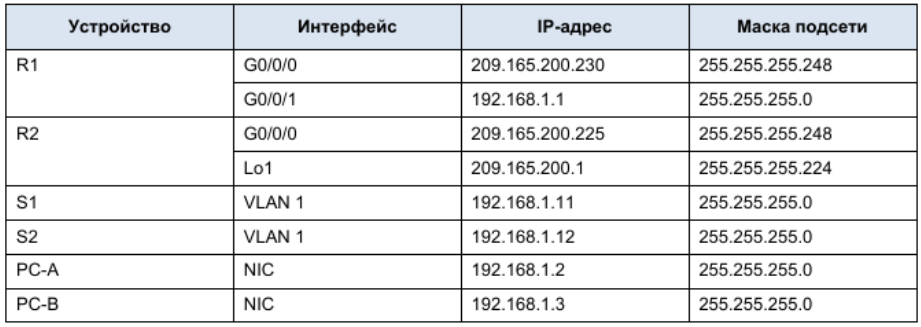 Устройство Интерфейс IP-адрес Маска подсети
R1 G0/0/0 209.165.200.230 255.255.255.248
G0/0/1 192.168.1.1 255.255.255.0
R2 G0/0/0 209.165.200.225 255.255.255.248
Lo1 209.165.200.1 255.255.255.224
S1 VLAN 1 192.168.1.11 255.255.255.0
S2 VLAN 1 192.168.1.12 255.255.255.0
PC-A NIC 192.168.1.2 255.255.255.0
PC-B NIC 192.168.1.3 255.255.255.0